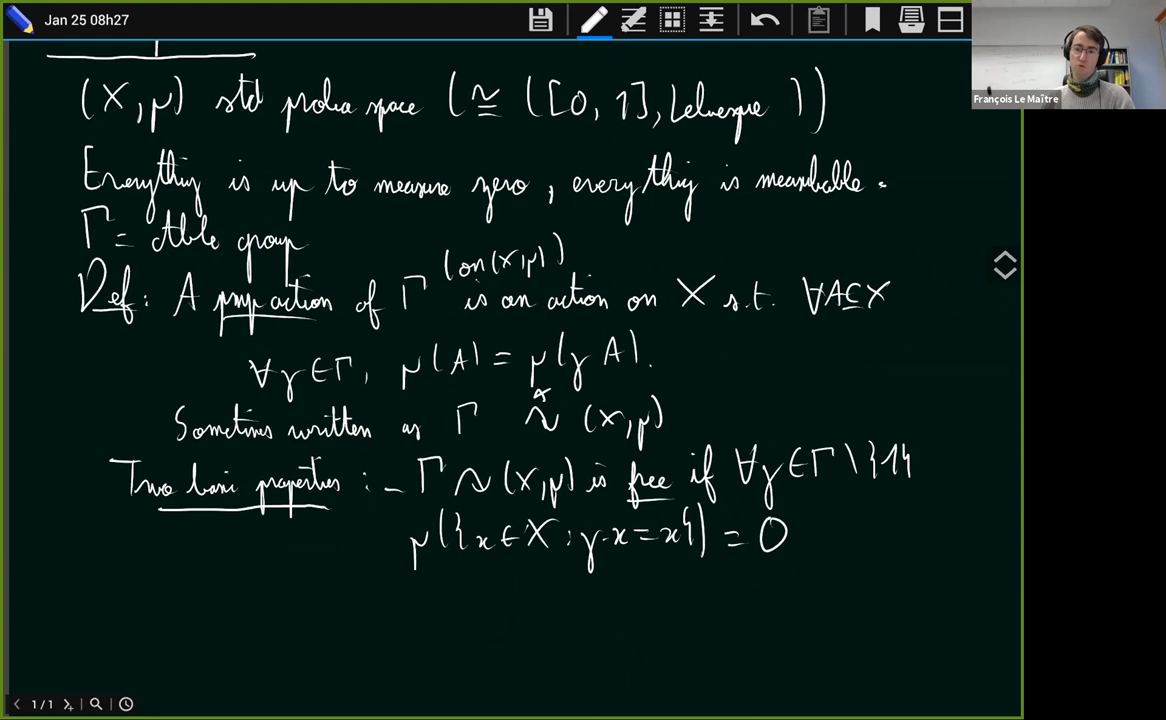 Jan 25 08h27
François Le Maître
(X, μ) std proba space (≅ ([0, 1], Lebesgue ))
Everything is up to measure zero, everything is measurable.
Γ = ctble group
Def: A pmp action of Γ (on (X,μ)) is an action on X s.t. ∀A⊆X
∀γ∈Γ, μ(A) = μ(γ A).
Sometimes written as Γ ↷ᵅ (X,μ)
Two basic properties : - Γ ↷ (X,μ) is free if ∀γ∈Γ \ {1}
μ({x∈X : γ·x = x}) = 0
1/1